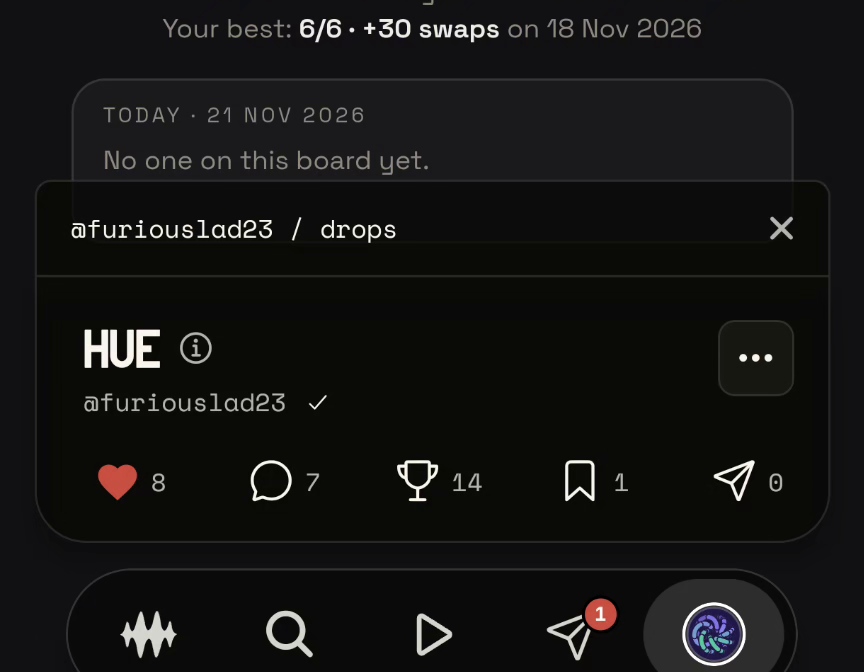 Your best: 6/6 · +30 swaps on 18 Nov 2026
TODAY · 21 NOV 2026
No one on this board yet.
@furiouslad23 / drops
HUE
@furiouslad23
8 7 14 1 0
1